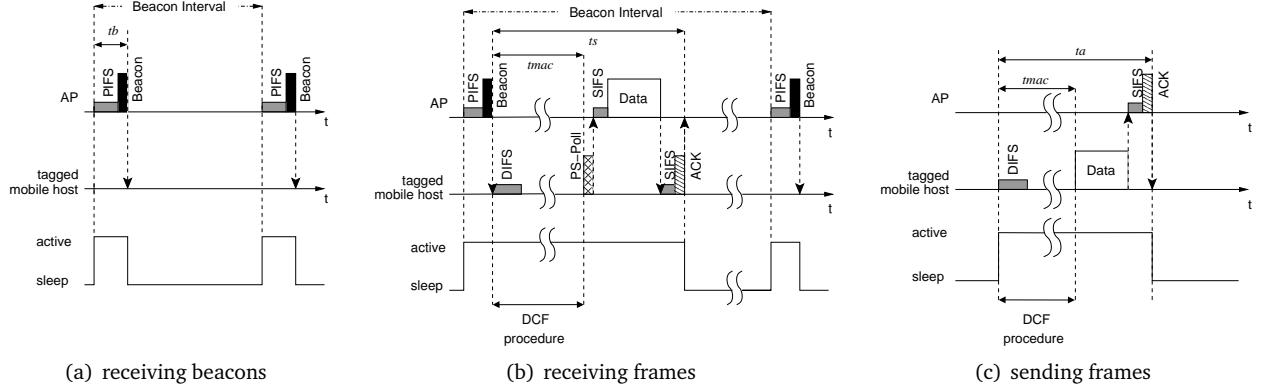 Beacon Interval
tb
PIFS
Beacon
PIFS
Beacon
AP
t
tagged
mobile host
t
active
sleep
(a) receiving beacons
Beacon Interval
ts
tmac
PIFS
Beacon
SIFS
Data
PIFS
Beacon
AP
t
DIFS
PS−Poll
SIFS
ACK
tagged
mobile host
t
active
sleep
DCF
procedure
(b) receiving frames
ta
tmac
SIFS
ACK
AP
t
DIFS
Data
tagged
mobile host
t
active
sleep
DCF
procedure
(c) sending frames